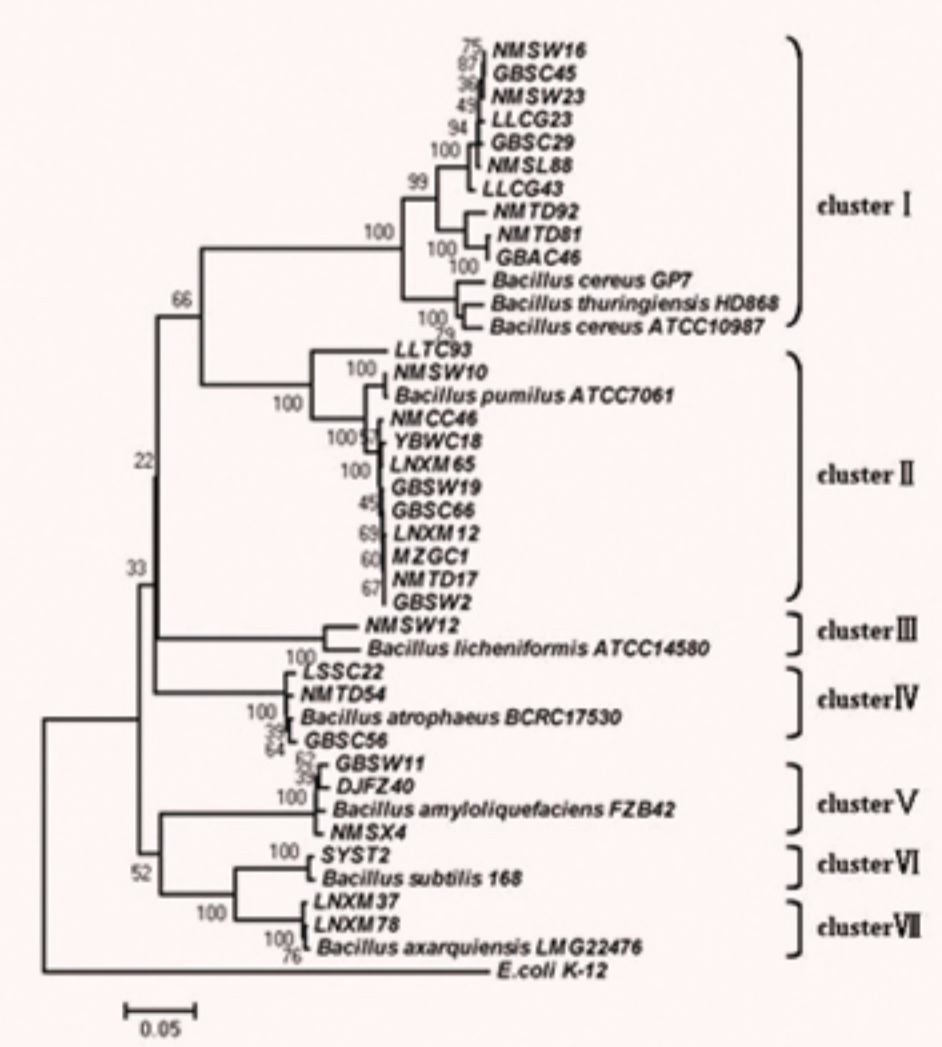 75
NMSW16
87
GBSC45
NMSW23
49
LLCG23
94
GBSC29
100
NMSL88
99
LLCG43
NMTD92
100
NMTD81
100
GBAC46
100
Bacillus cereus GP7
Bacillus thuringiensis HD868
100
Bacillus cereus ATCC10987
79
cluster Ⅰ
66
LLTC93
100
NMSW10
100
Bacillus pumilus ATCC7061
NMCC46
100
57
YBWC18
100
LNXM65
GBSW19
45
GBSC66
69
LNXM12
60
MZGC1
67
NMTD17
GBSW2
cluster Ⅱ
22
33
NMSW12
Bacillus licheniformis ATCC14580
100
cluster Ⅲ
LSSC22
NMTD54
100
Bacillus atrophaeus BCRC17530
GBSC56
64
cluster Ⅳ
GBSW11
DJFZ40
100
Bacillus amyloliquefaciens FZB42
NMSX4
cluster Ⅴ
52
100
SYST2
Bacillus subtilis 168
cluster Ⅵ
100
LNXM37
LNXM78
100
Bacillus axarquiensis LMG22476
76
cluster Ⅶ
E.coli K-12
0.05